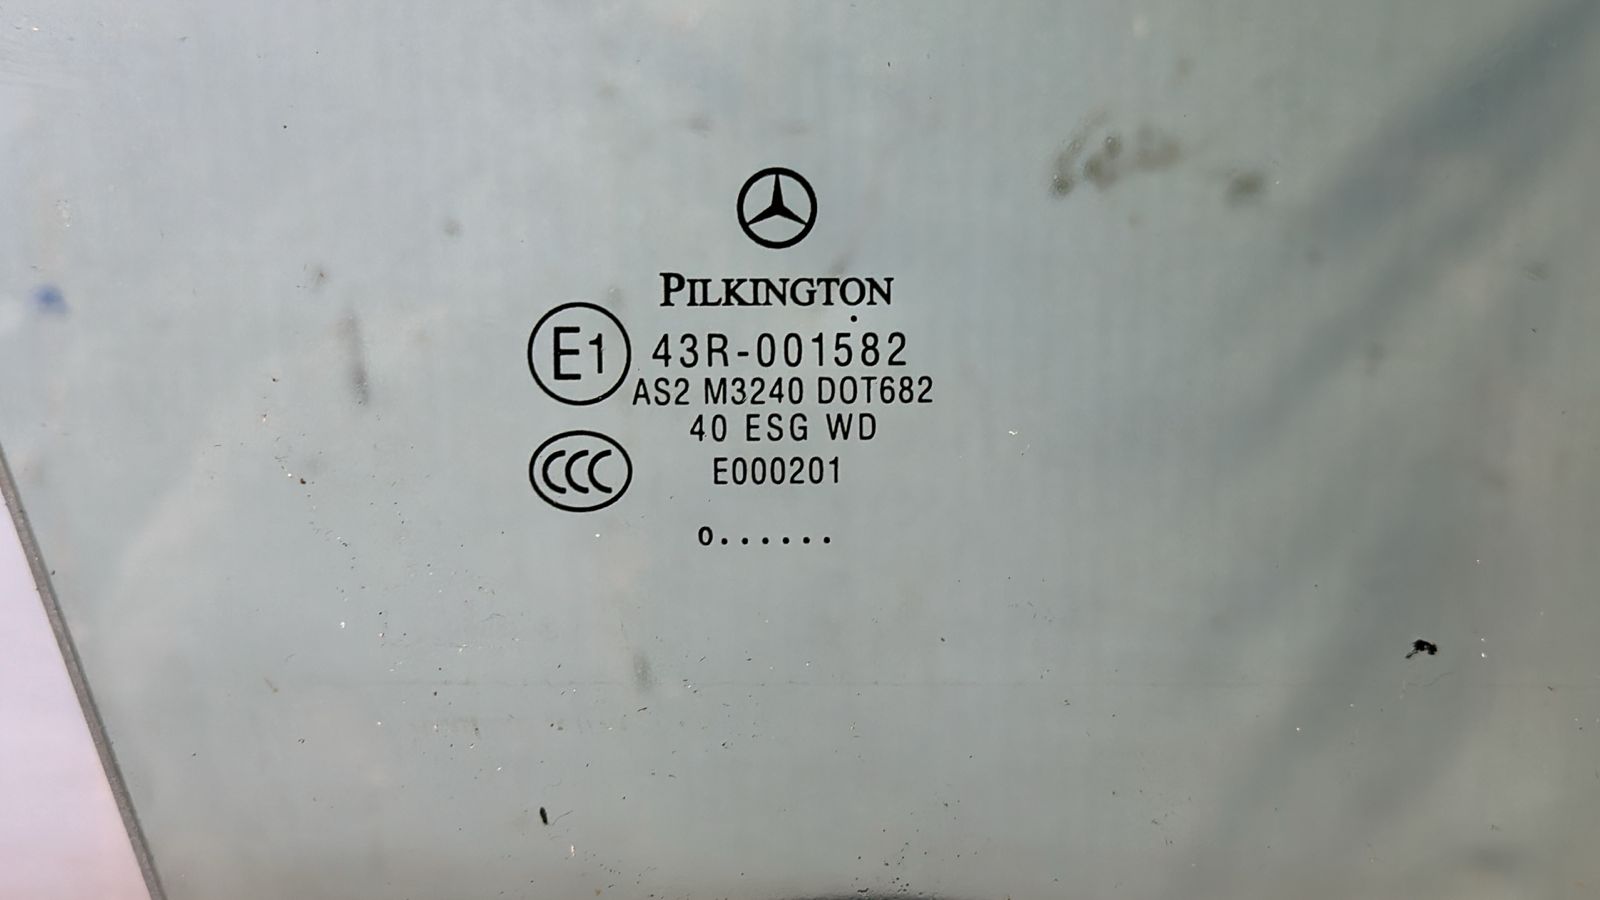 PILKINGTON
E1 43R-001582
AS2 M3240 DOT682
40 ESG WD
CCC E000201
o......